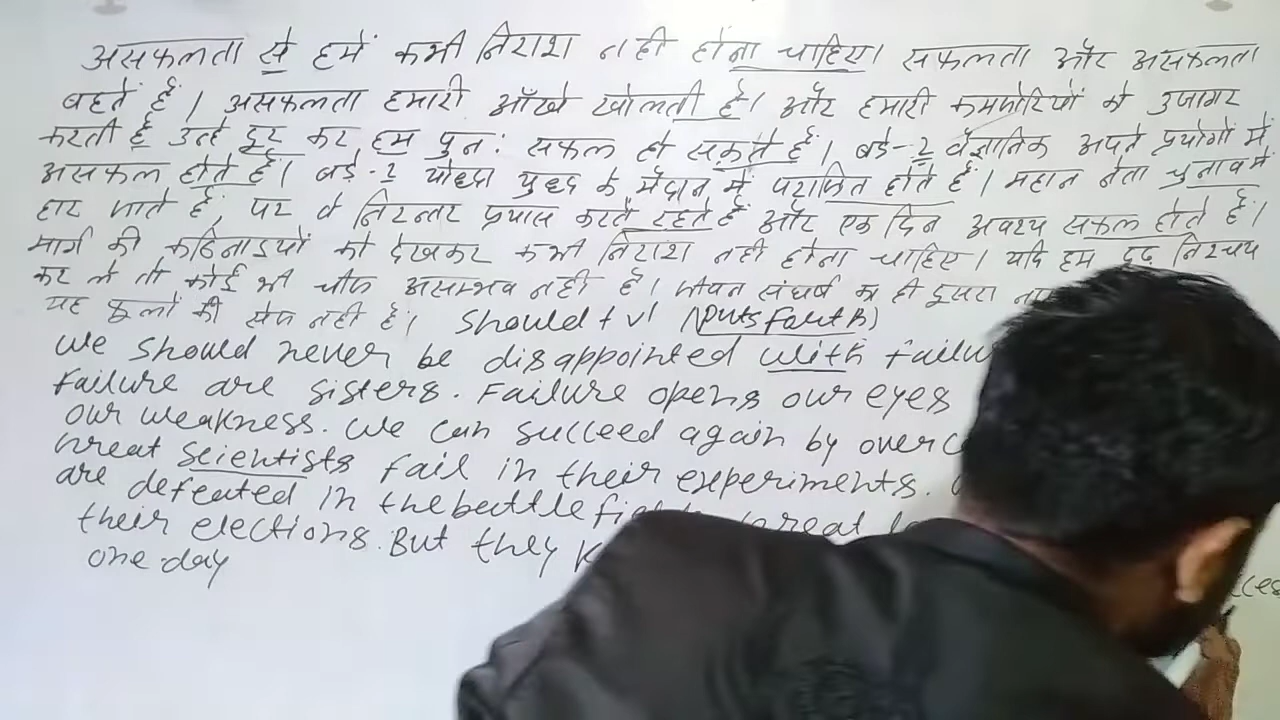 असफलता से हमें कभी निराश नही होना चाहिए। सफलता और असफलता
बहते हैं। असफलता हमारी आँखे खोलती है। और हमारी कमजोरियों को उजागर
करती है उन्हे दूर कर हम पुन: सफल हो सकते हैं। बड़े-2 वैज्ञानिक अपने प्रयोगों में
असफल होते हैं। बड़े-2 योध्दा युध्द के मैदान में पराजित होते हैं। महान नेता चुनाव में
हार जाते हैं, पर वे निरन्तर प्रयास करते रहते हैं और एक दिन अवश्य सफल होते हैं।
मार्ग की कठिनाइयों को देखकर कभी निराश नही होना चाहिए। यदि हम दृढ़ निश्चय
कर ले तो कोई भी चीज असम्भव नही है। जीवन संघर्ष का ही दूसरा
यह फूलों की सेज नही है। Should + V1 (puts forth)
We should never be disappointed with
Failure are sisters. Failure opens our eyes
our weakness. We can succeed again by
Great Scientists fail in their experiments.
are defeated in the battle great
their elections. But they
one day